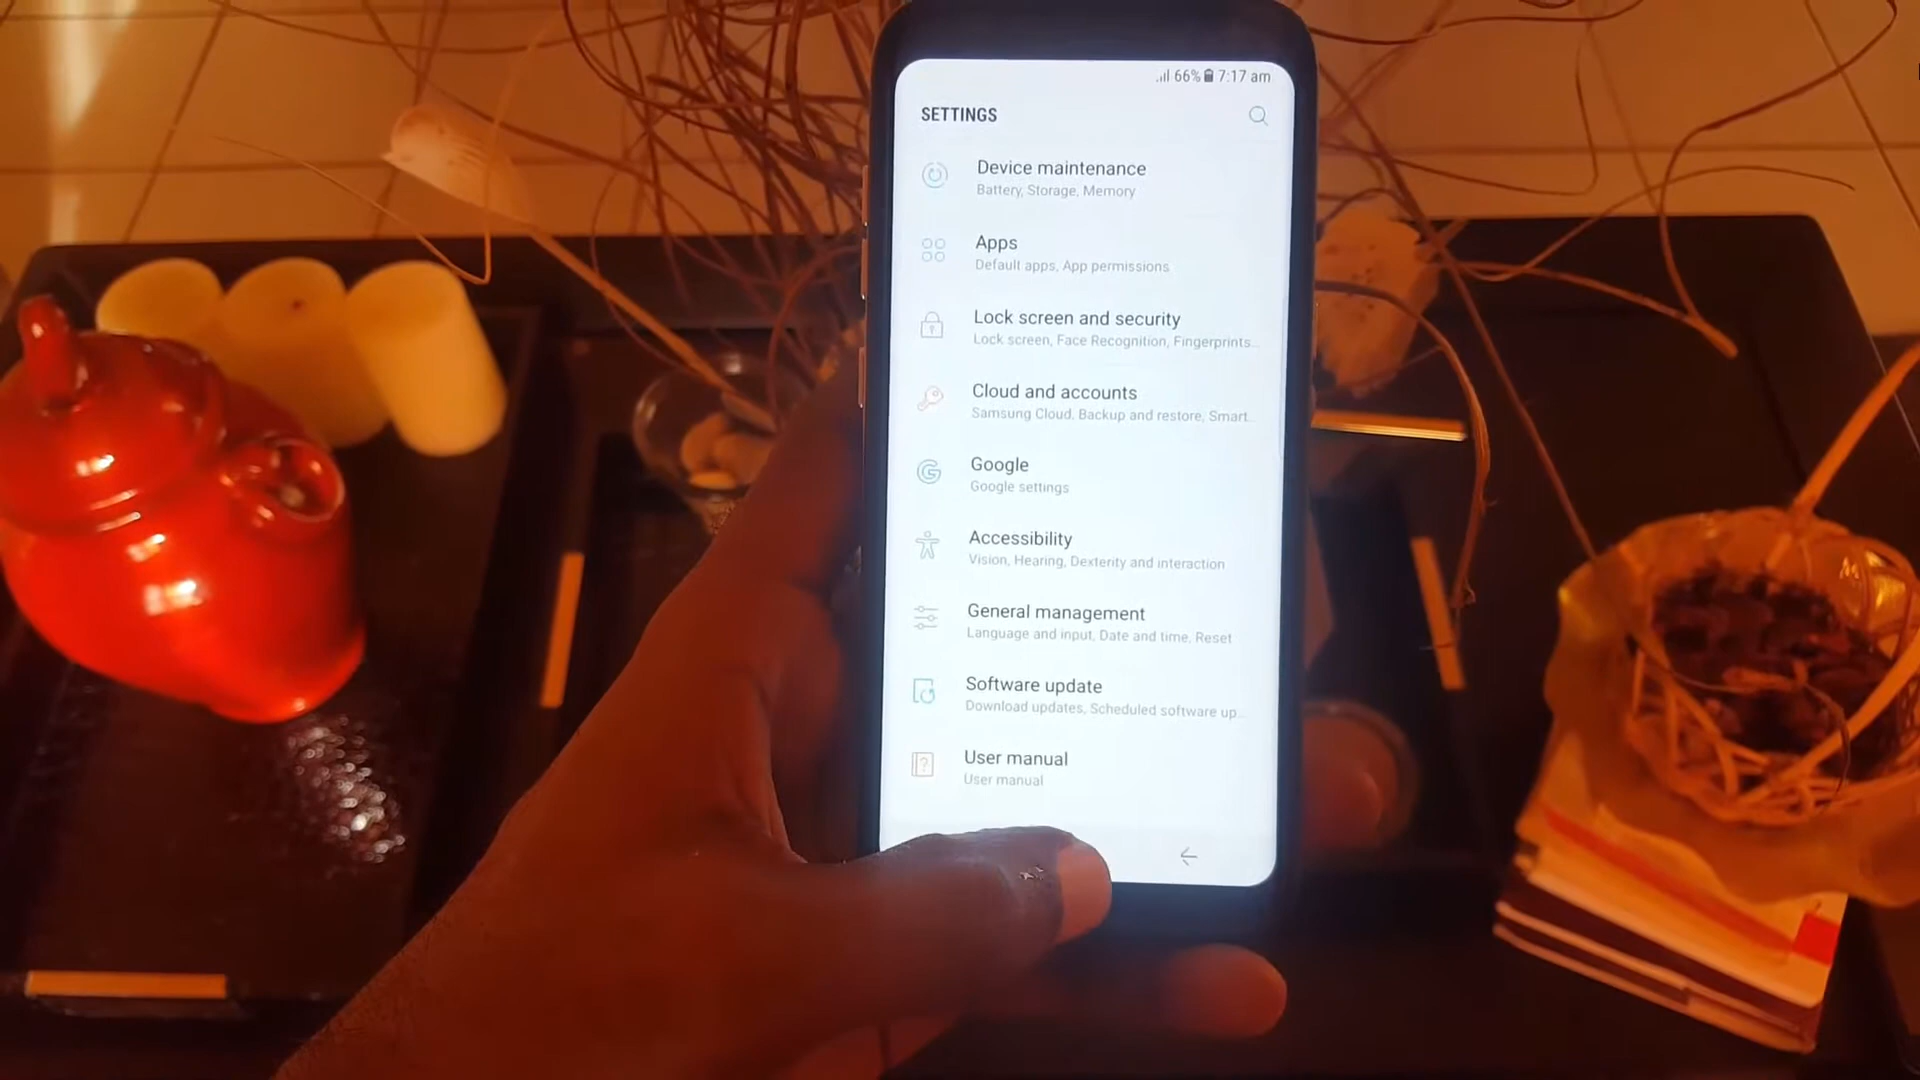 66% 7:17 am
SETTINGS
Device maintenance
Battery, Storage, Memory
Apps
Default apps, App permissions
Lock screen and security
Lock screen, Face Recognition, Fingerprints...
Cloud and accounts
Samsung Cloud, Backup and restore, Smart...
Google
Google settings
Accessibility
Vision, Hearing, Dexterity and interaction
General management
Language and input, Date and time, Reset
Software update
Download updates, Scheduled software up...
User manual
User manual